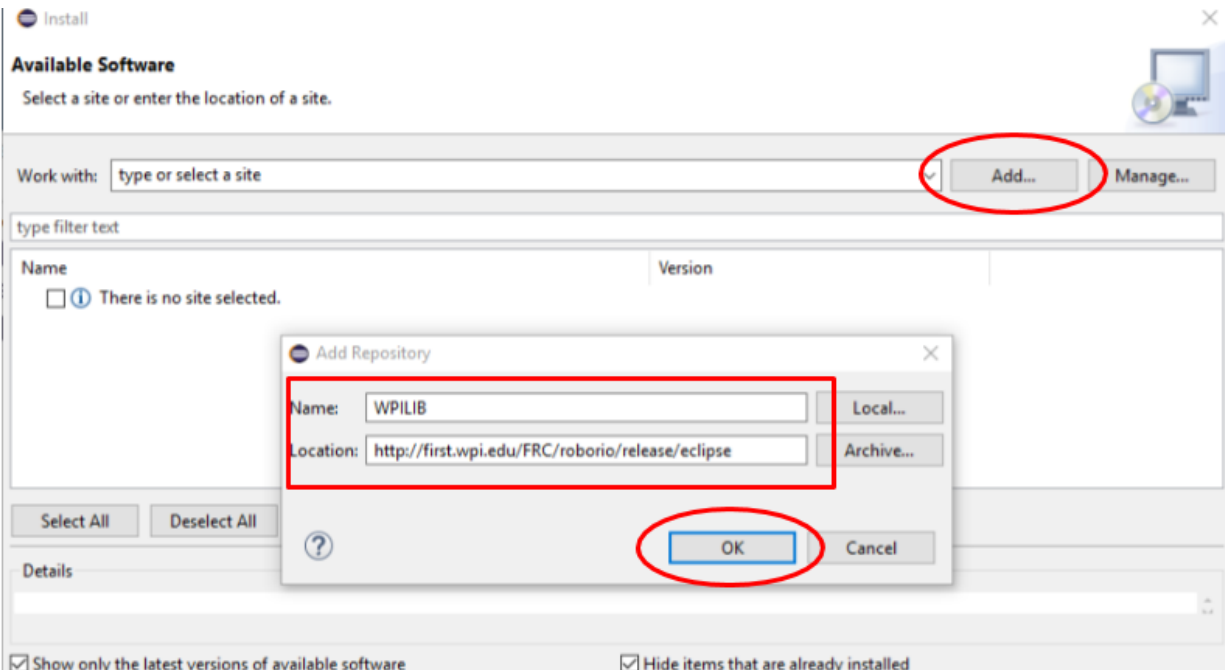 Install
Available Software
Select a site or enter the location of a site.
Work with: type or select a site Add... Manage...
type filter text
Name Version
There is no site selected.
Add Repository
Name: WPILIB Local...
Location: http://first.wpi.edu/FRC/roborio/release/eclipse Archive...
Select All Deselect All
OK Cancel
Details
Show only the latest versions of available software Hide items that are already installed